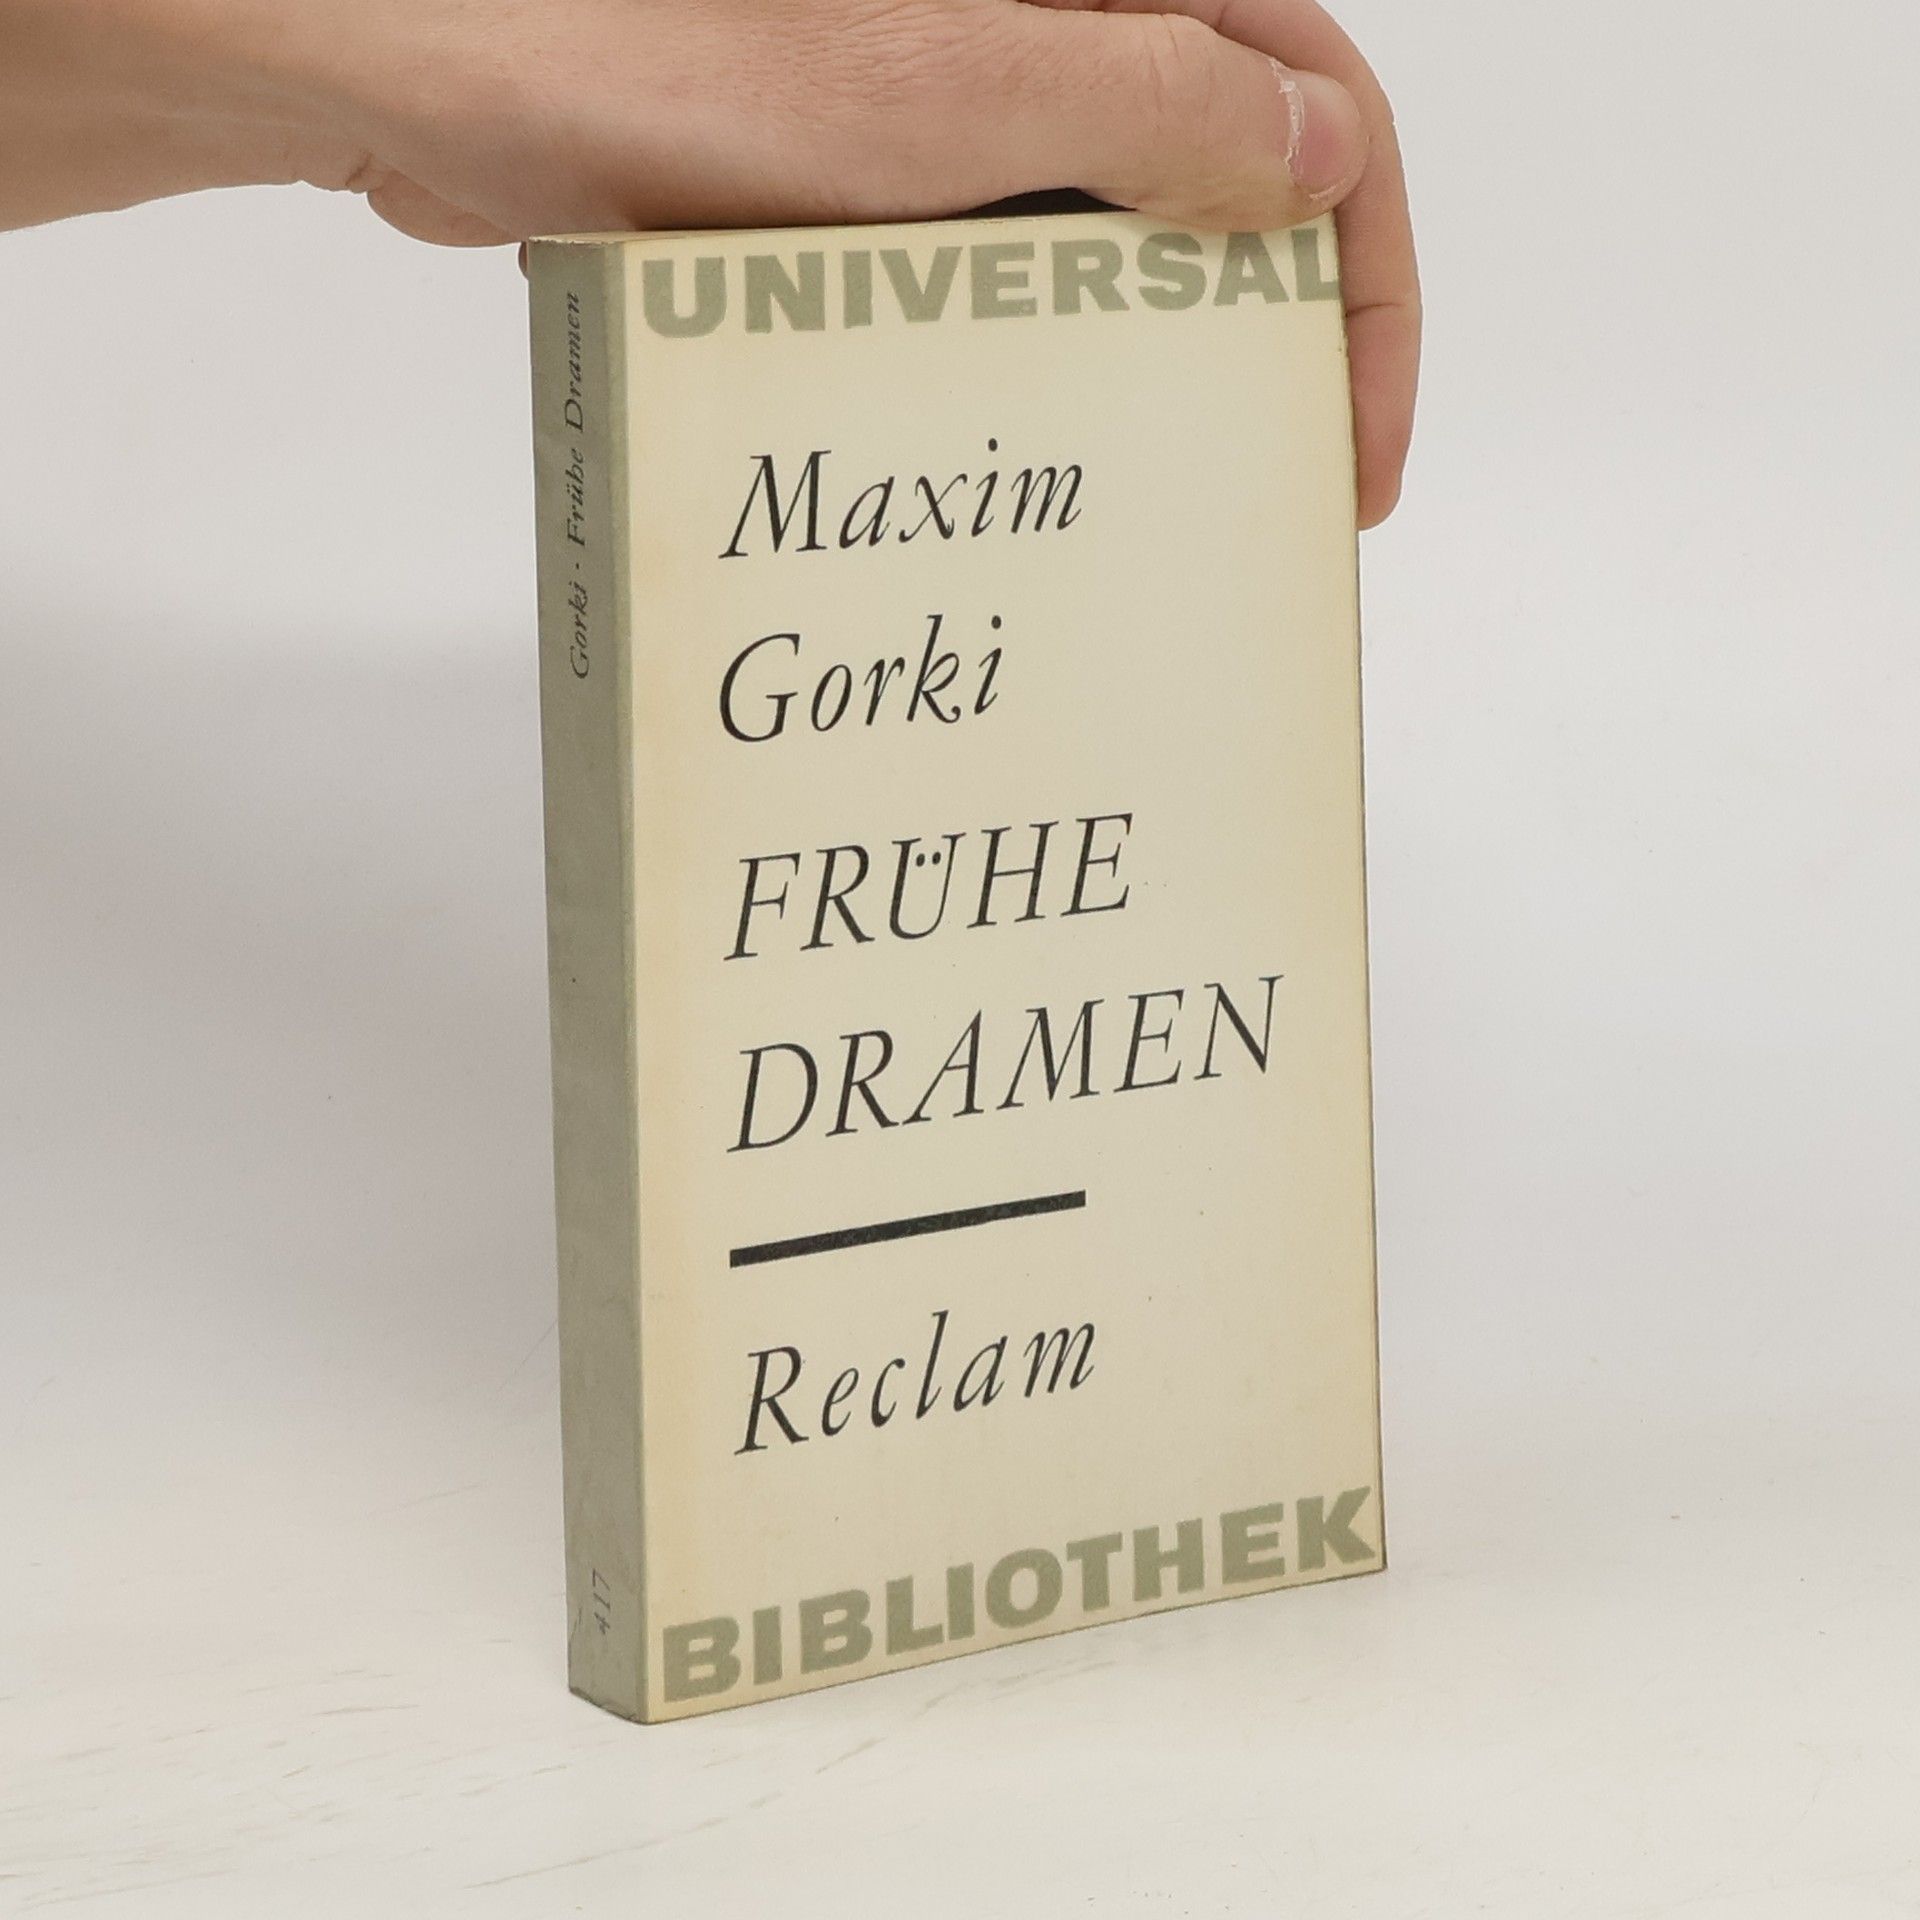 UNIVERSAL
Maxim
Gorki
FRÜHE
DRAMEN
Reclam
BIBLIOTHEK
Gorki · Frühe Dramen
417